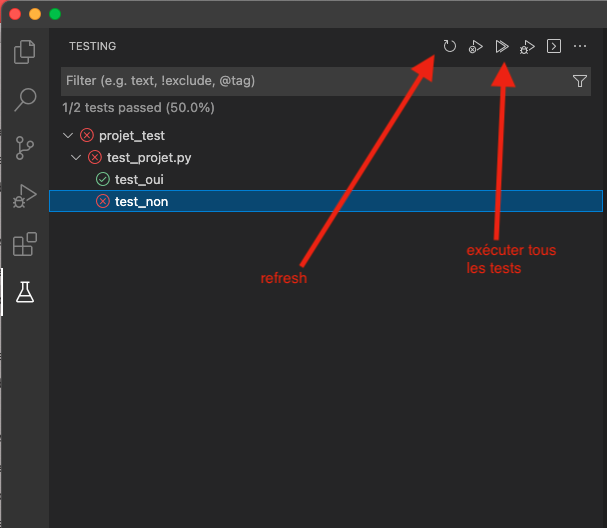 TESTING
Filter (e.g. text, !exclude, @tag)
1/2 tests passed (50.0%)
projet_test
test_projet.py
test_oui
test_non
refresh
exécuter tous
les tests